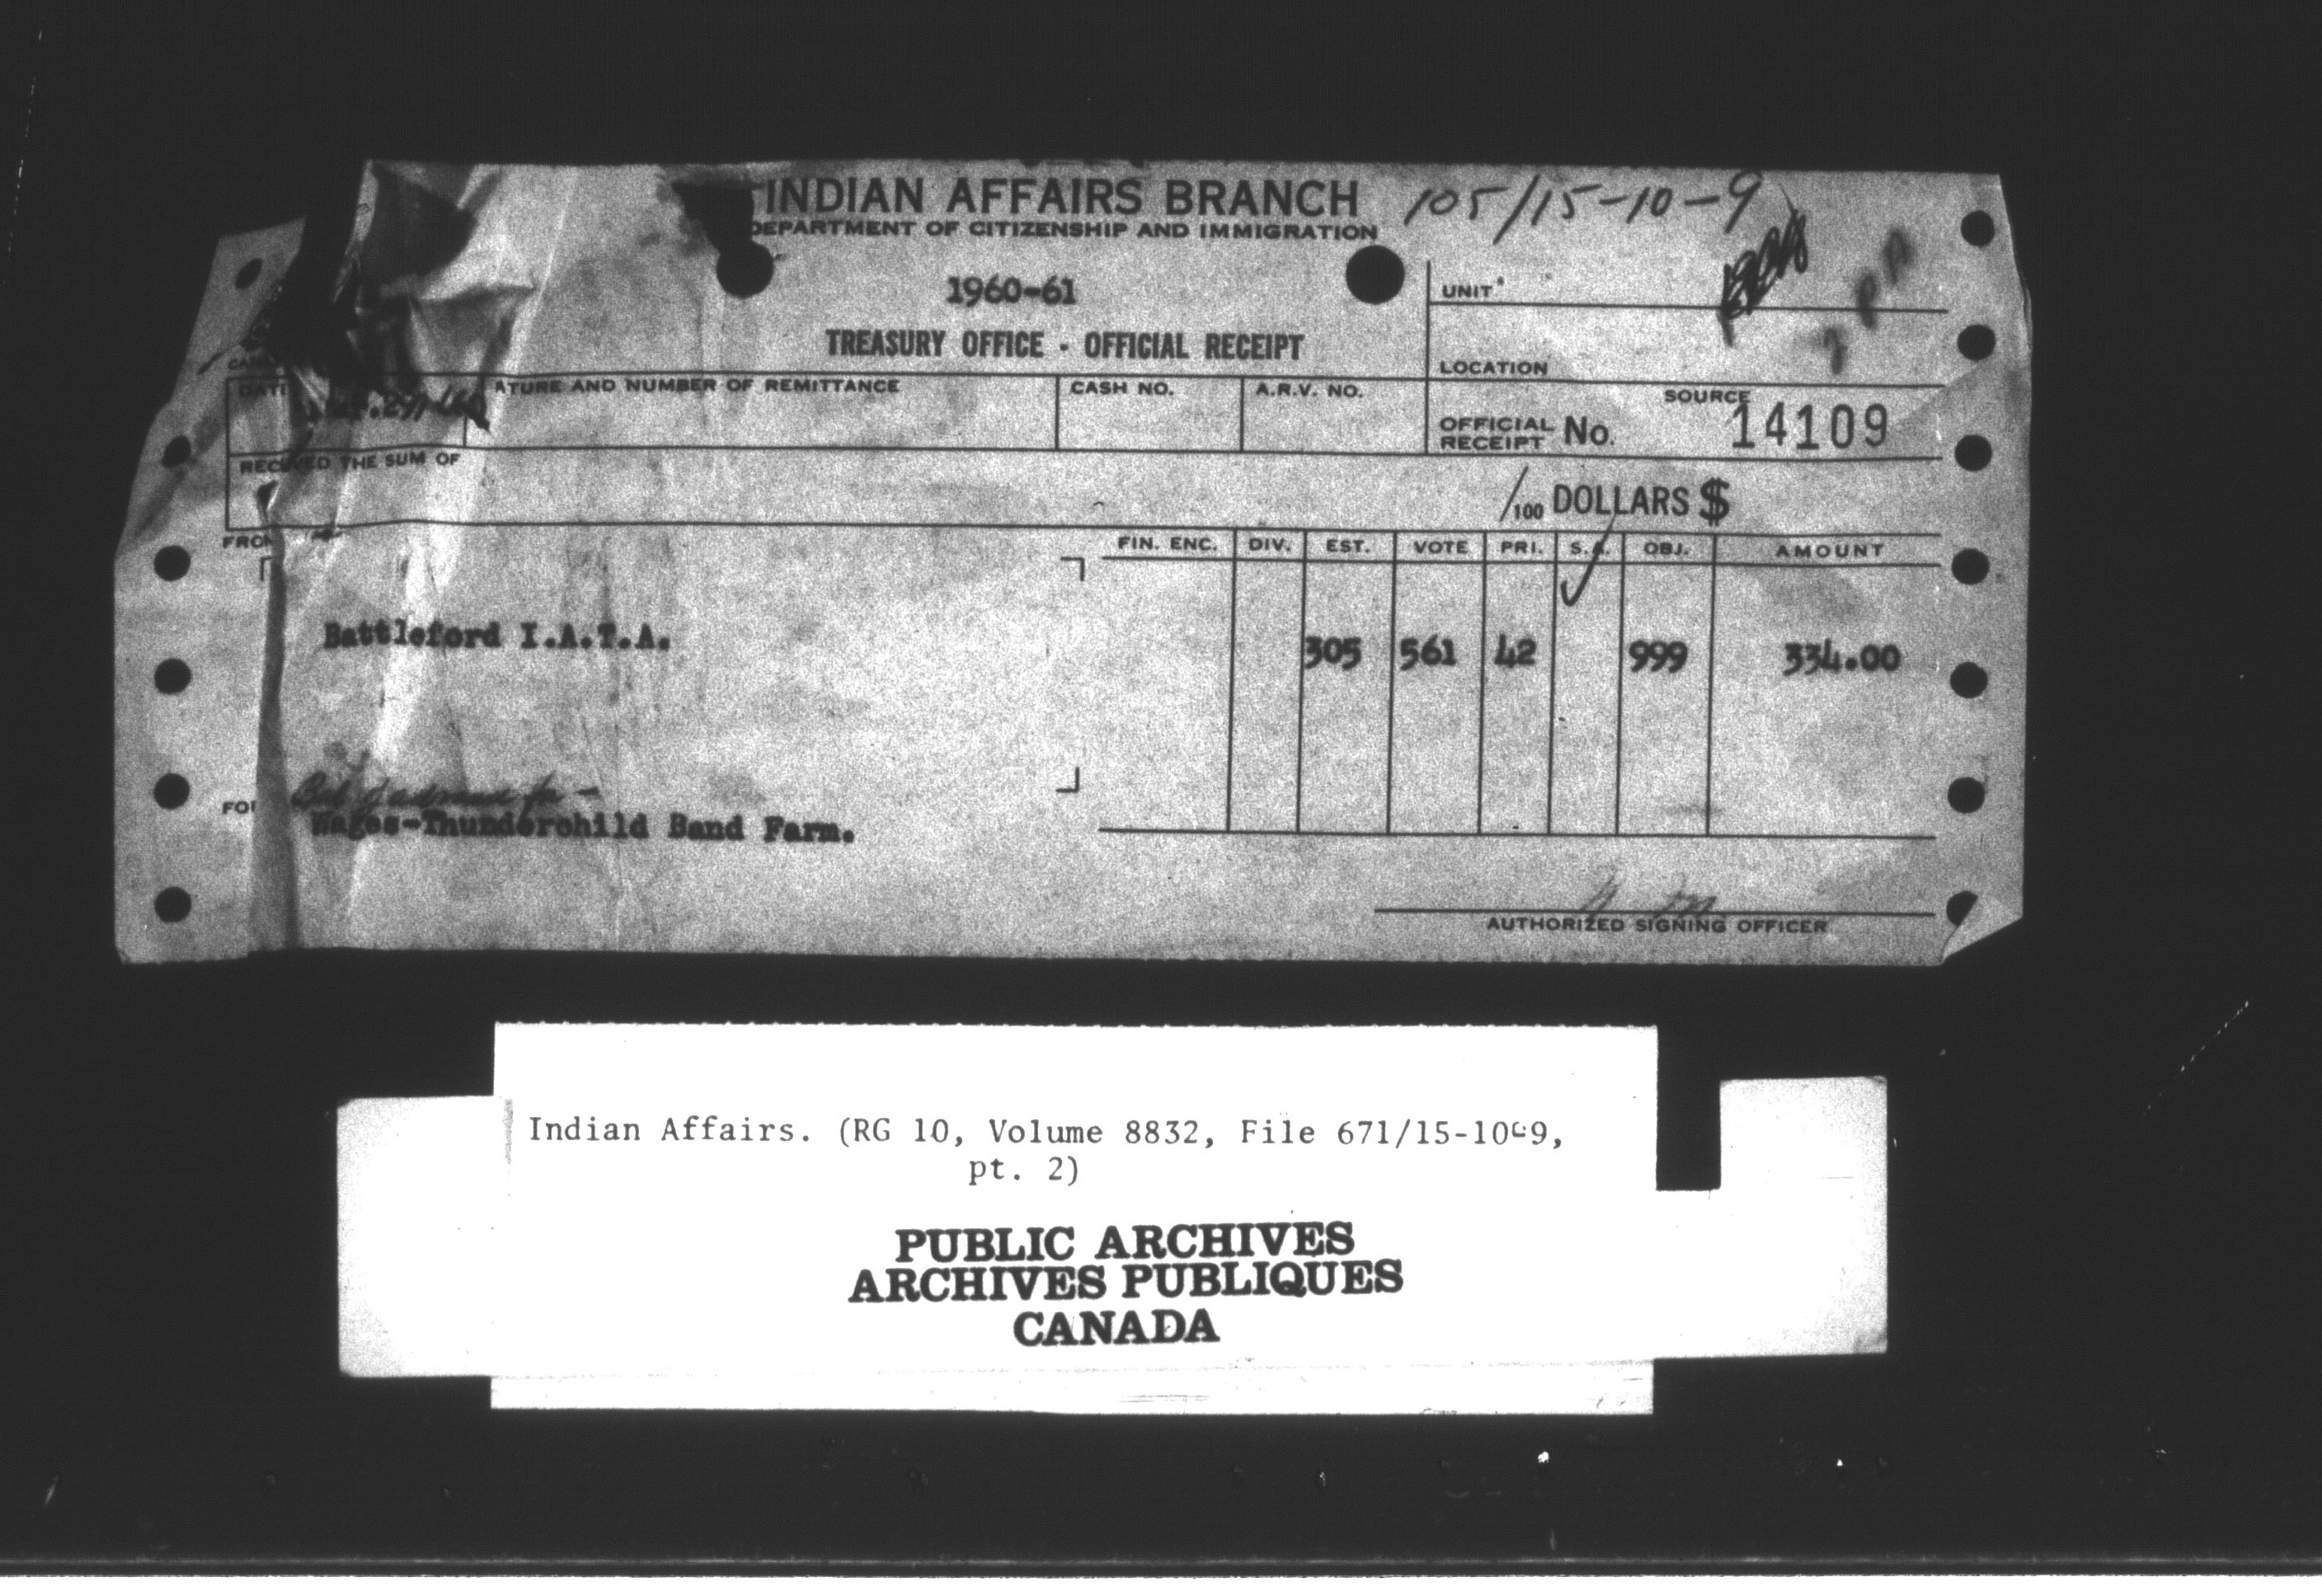 INDIAN AFFAIRS BRANCH 105/15-10-9
DEPARTMENT OF CITIZENSHIP AND IMMIGRATION
1960-61
UNIT
TREASURY OFFICE - OFFICIAL RECEIPT
LOCATION
ATURE AND NUMBER OF REMITTANCE CASH NO. A.R.V. NO. SOURCE
OFFICIAL RECEIPT No. 14109
THE SUM OF
/100 DOLLARS $
FIN. ENC. DIV. EST. VOTE PRI. S.A. OBJ. AMOUNT
Battleford I.A.T.A. 305 561 42 999 334.00
Wages-Thunderchild Band Farm.
AUTHORIZED SIGNING OFFICER
Indian Affairs. (RG 10, Volume 8832, File 671/15-10-9,
pt. 2)
PUBLIC ARCHIVES
ARCHIVES PUBLIQUES
CANADA